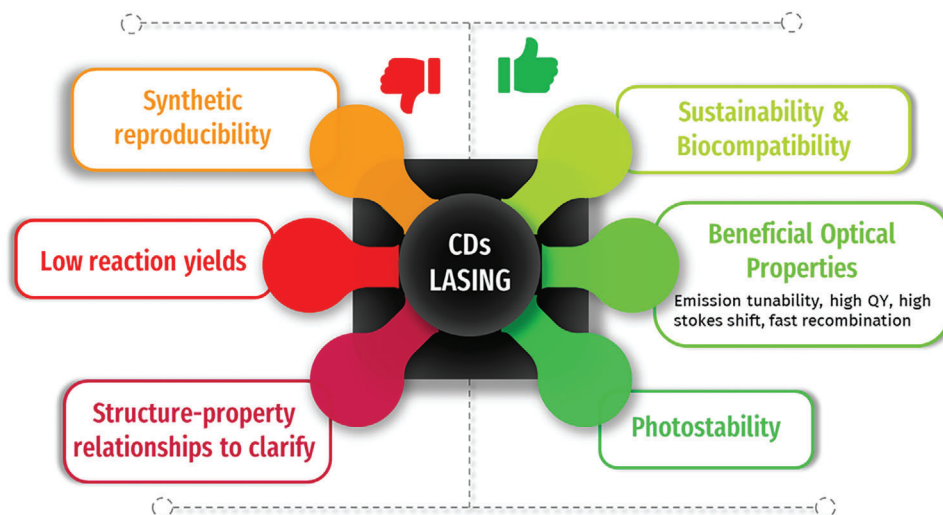 Synthetic
reproducibility
Low reaction yields
Structure-property
relationships to clarify
CDs
LASING
Sustainability &
Biocompatibility
Beneficial Optical
Properties
Emission tunability, high QY, high
stokes shift, fast recombination
Photostability